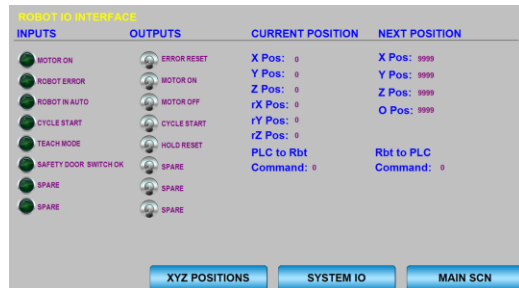 ROBOT IO INTERFACE
INPUTS
MOTOR ON
ROBOT ERROR
ROBOT IN AUTO
CYCLE START
TEACH MODE
SAFETY DOOR SWITCH OK
SPARE
SPARE
OUTPUTS
ERROR RESET
MOTOR ON
MOTOR OFF
CYCLE START
HOLD RESET
SPARE
SPARE
SPARE
CURRENT POSITION
X Pos: 0
Y Pos: 0
Z Pos: 0
rX Pos: 0
rY Pos: 0
rZ Pos: 0
PLC to Rbt
Command: 0
NEXT POSITION
X Pos: 9999
Y Pos: 9999
Z Pos: 9999
O Pos: 9999
Rbt to PLC
Command: 0
XYZ POSITIONS
SYSTEM IO
MAIN SCN